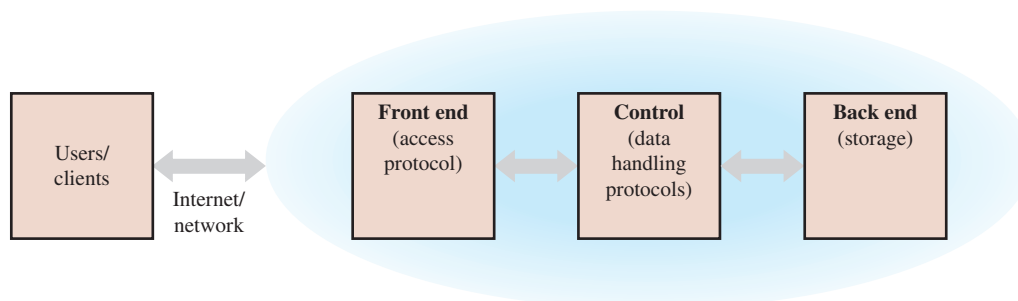 Users/
clients
Internet/
network
Front end
(access
protocol)
Control
(data
handling
protocols)
Back end
(storage)